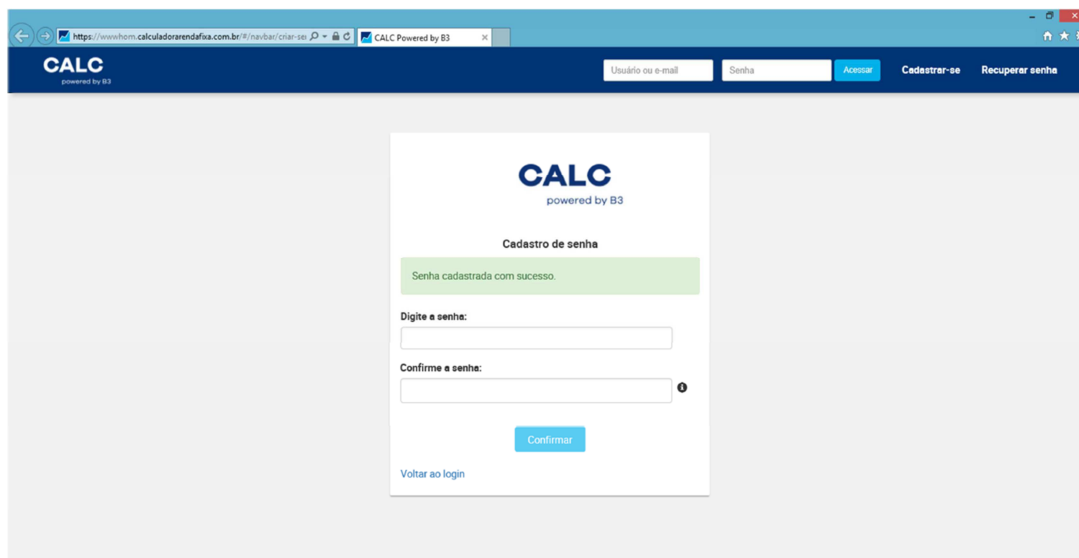 https://wwwhom.calculadorarendafixa.com.br/#/navbar/criar-se
CALC Powered by B3
CALC
powered by B3
Usuário ou e-mail
Senha
Acessar
Cadastrar-se
Recuperar senha
CALC
powered by B3
Cadastro de senha
Senha cadastrada com sucesso.
Digite a senha:
Confirme a senha:
Confirmar
Voltar ao login